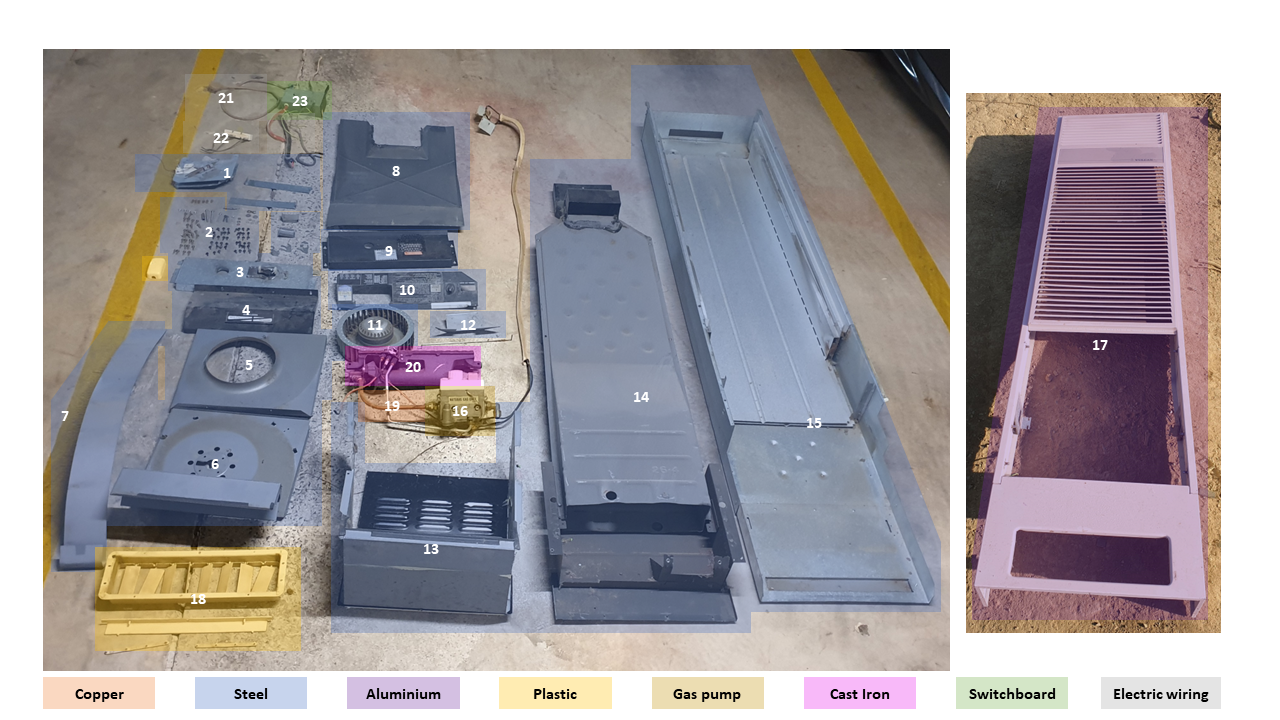 21
23
22
1
8
2
9
3
10
4
11
12
5
20
17
14
7
19
16
15
6
13
18
Copper
Steel
Aluminium
Plastic
Gas pump
Cast Iron
Switchboard
Electric wiring